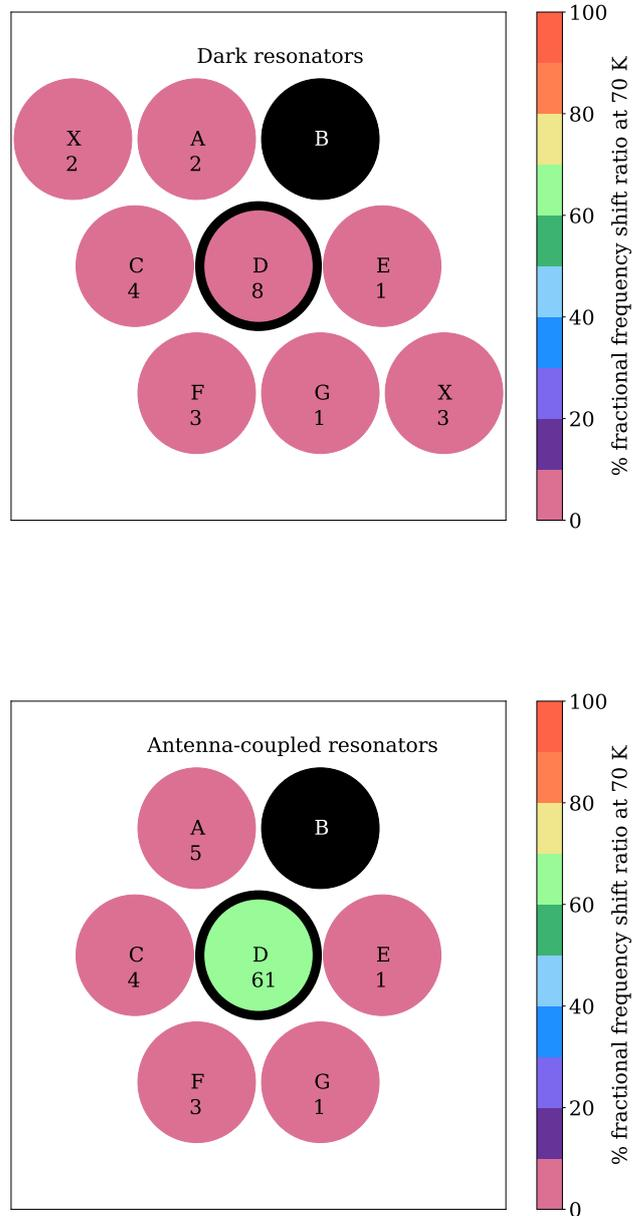 Dark resonators
X A B
2 2
C D E
4 8 1
F G X
3 1 3
100
80
60
40
20
0
% fractional frequency shift ratio at 70 K
Antenna-coupled resonators
A B
5
C D E
4 61 1
F G
3 1
100
80
60
40
20
0
% fractional frequency shift ratio at 70 K